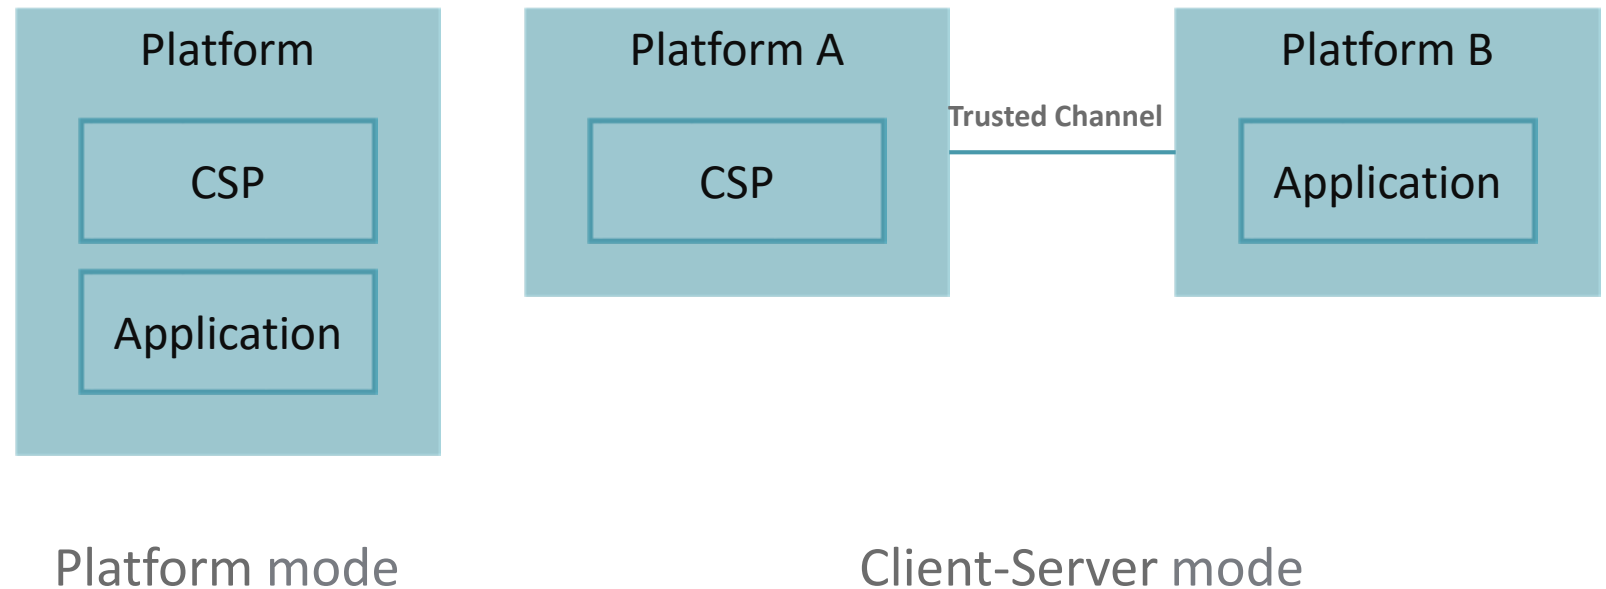 Platform
CSP
Application
Platform mode
Platform A
CSP
Trusted Channel
Platform B
Application
Client-Server mode